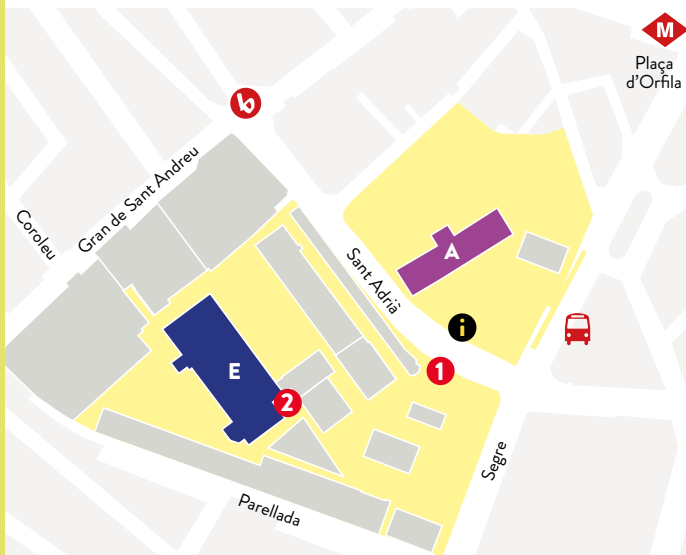 M
Plaça
d'Orfila
b
Gran de Sant Andreu
Coroleu
Sant Adrià
A
i
1
E
2
Segre
Parellada